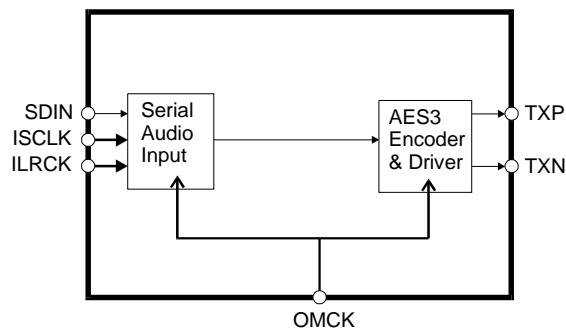 SDIN
ISCLK
ILRCK
Serial
Audio
Input
AES3
Encoder
& Driver
TXP
TXN
OMCK